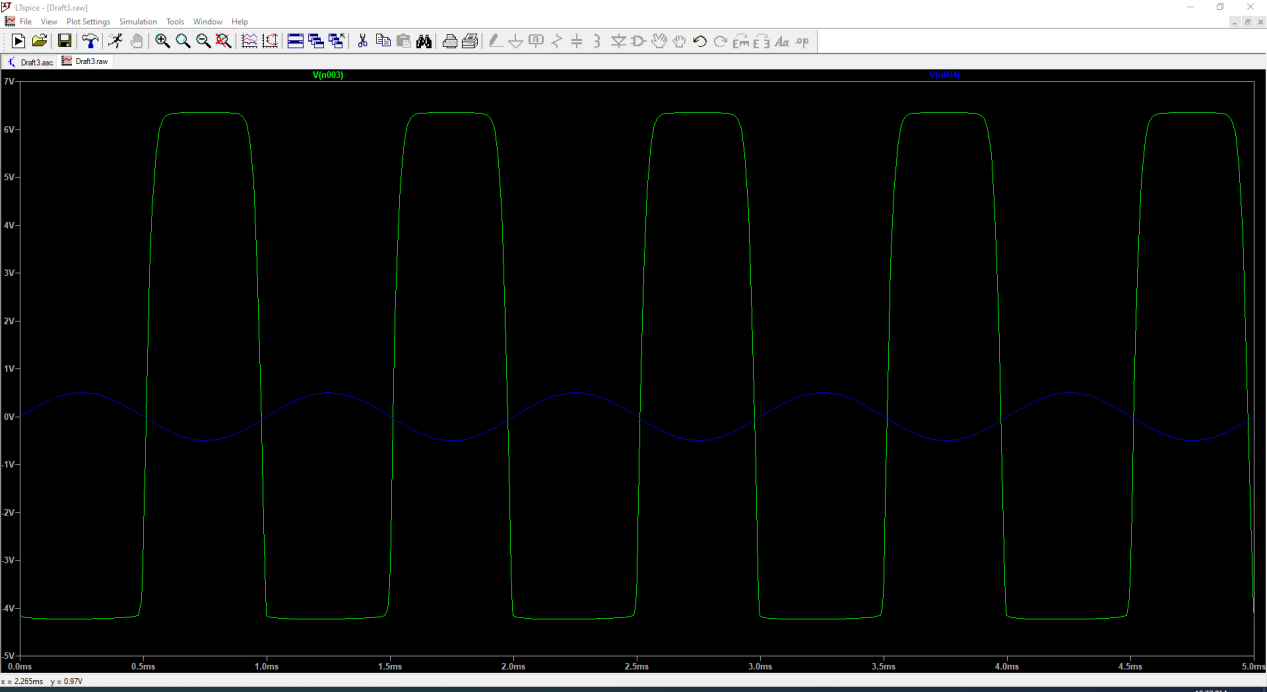 LTspice - [Draft3.raw]
File View Plot Settings Simulation Tools Window Help
Draft3.asc Draft3.raw
V(n003) V(n004)
7V
6V
5V
4V
3V
2V
1V
0V
-1V
-2V
-3V
-4V
-5V
0.0ms 0.5ms 1.0ms 1.5ms 2.0ms 2.5ms 3.0ms 3.5ms 4.0ms 4.5ms 5.0ms
x = 2.265ms y = 0.97V